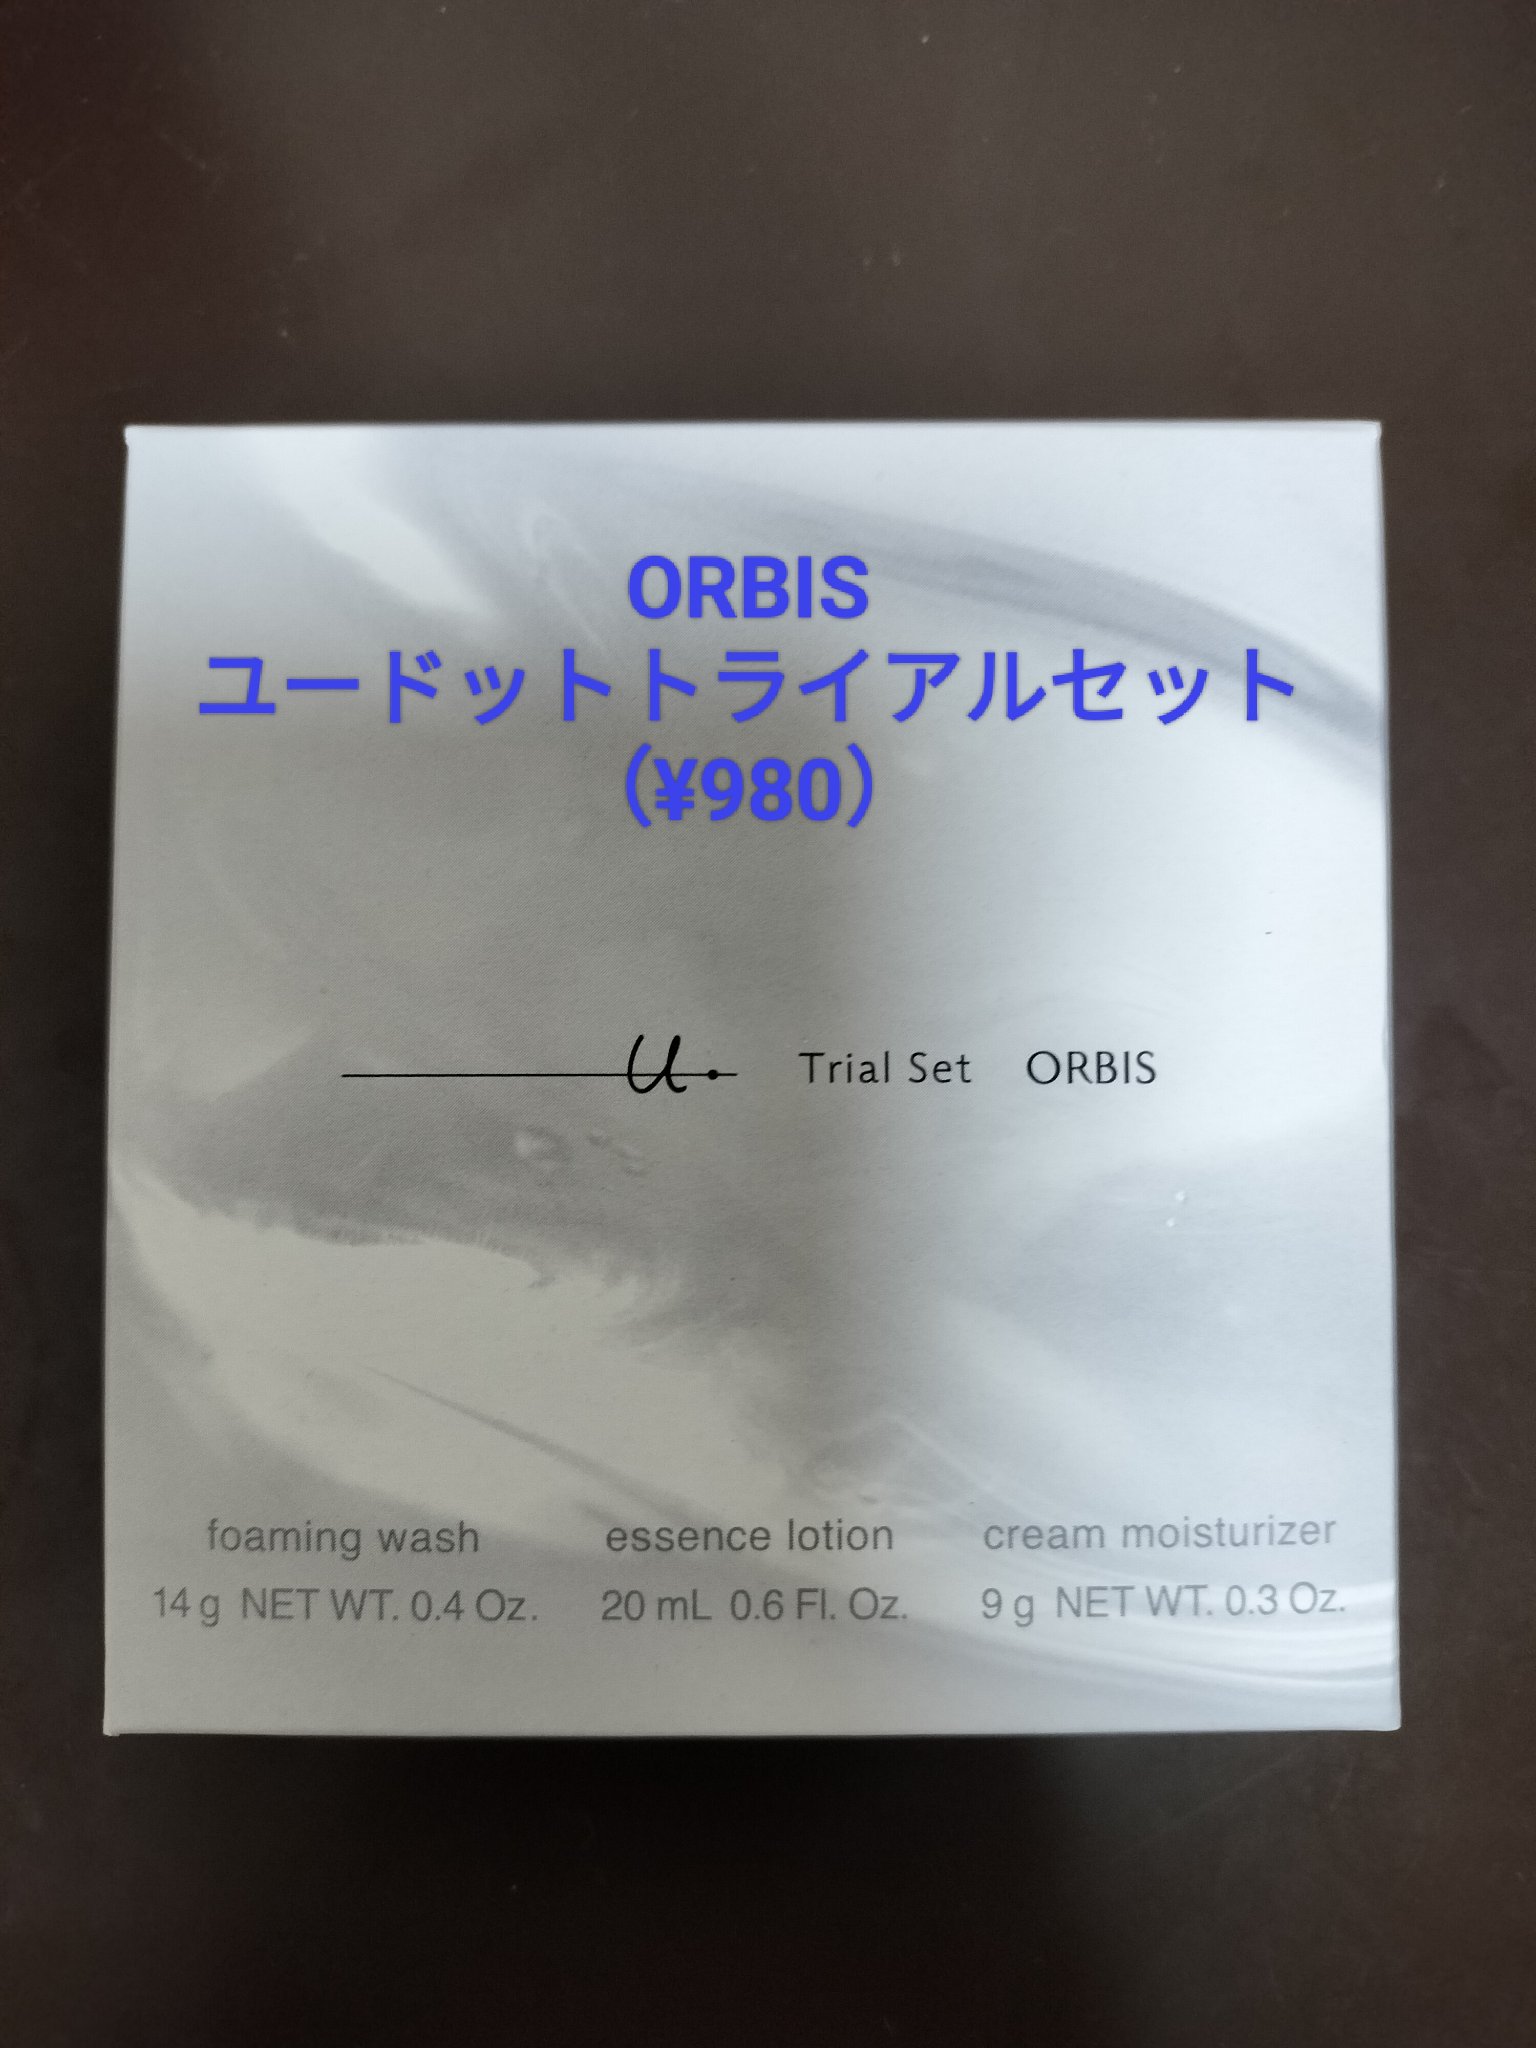 ORBIS
ユードットトライアルセット
（¥980）
u. Trial Set ORBIS
foaming wash essence lotion cream moisturizer
14 g NET WT. 0.4 Oz. 20 mL 0.6 Fl. Oz. 9 g NET WT. 0.3 Oz.